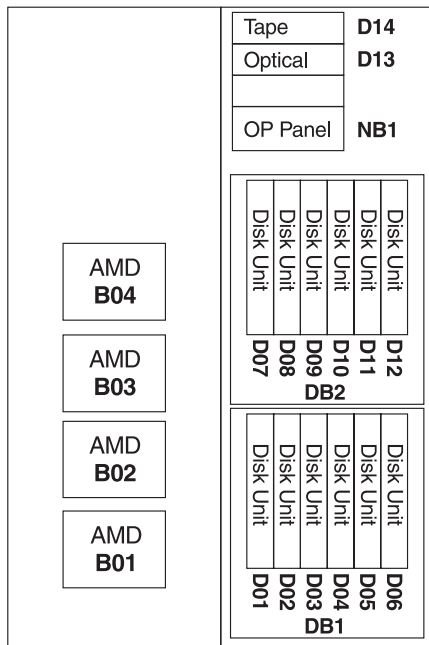 Tape D14
Optical D13
OP Panel NB1
AMD
B04
AMD
B03
AMD
B02
AMD
B01
Disk Unit Disk Unit Disk Unit Disk Unit Disk Unit Disk Unit
D07 D08 D09 D10 D11 D12
DB2
Disk Unit Disk Unit Disk Unit Disk Unit Disk Unit Disk Unit
D01 D02 D03 D04 D05 D06
DB1